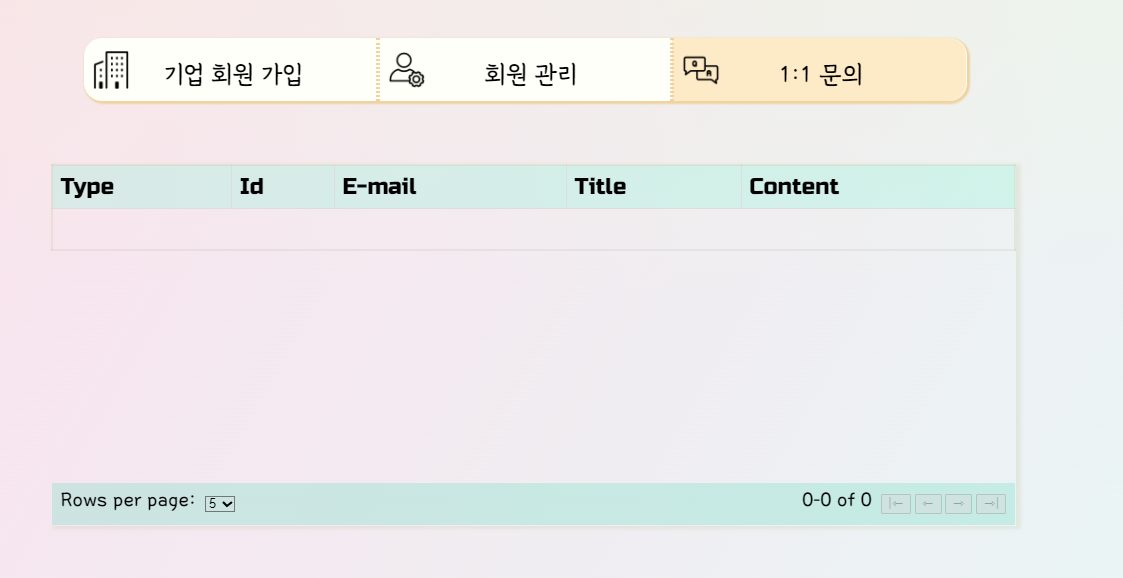 기업 회원 가입 회원 관리 1:1 문의
Type Id E-mail Title Content
Rows per page: 5 0-0 of 0